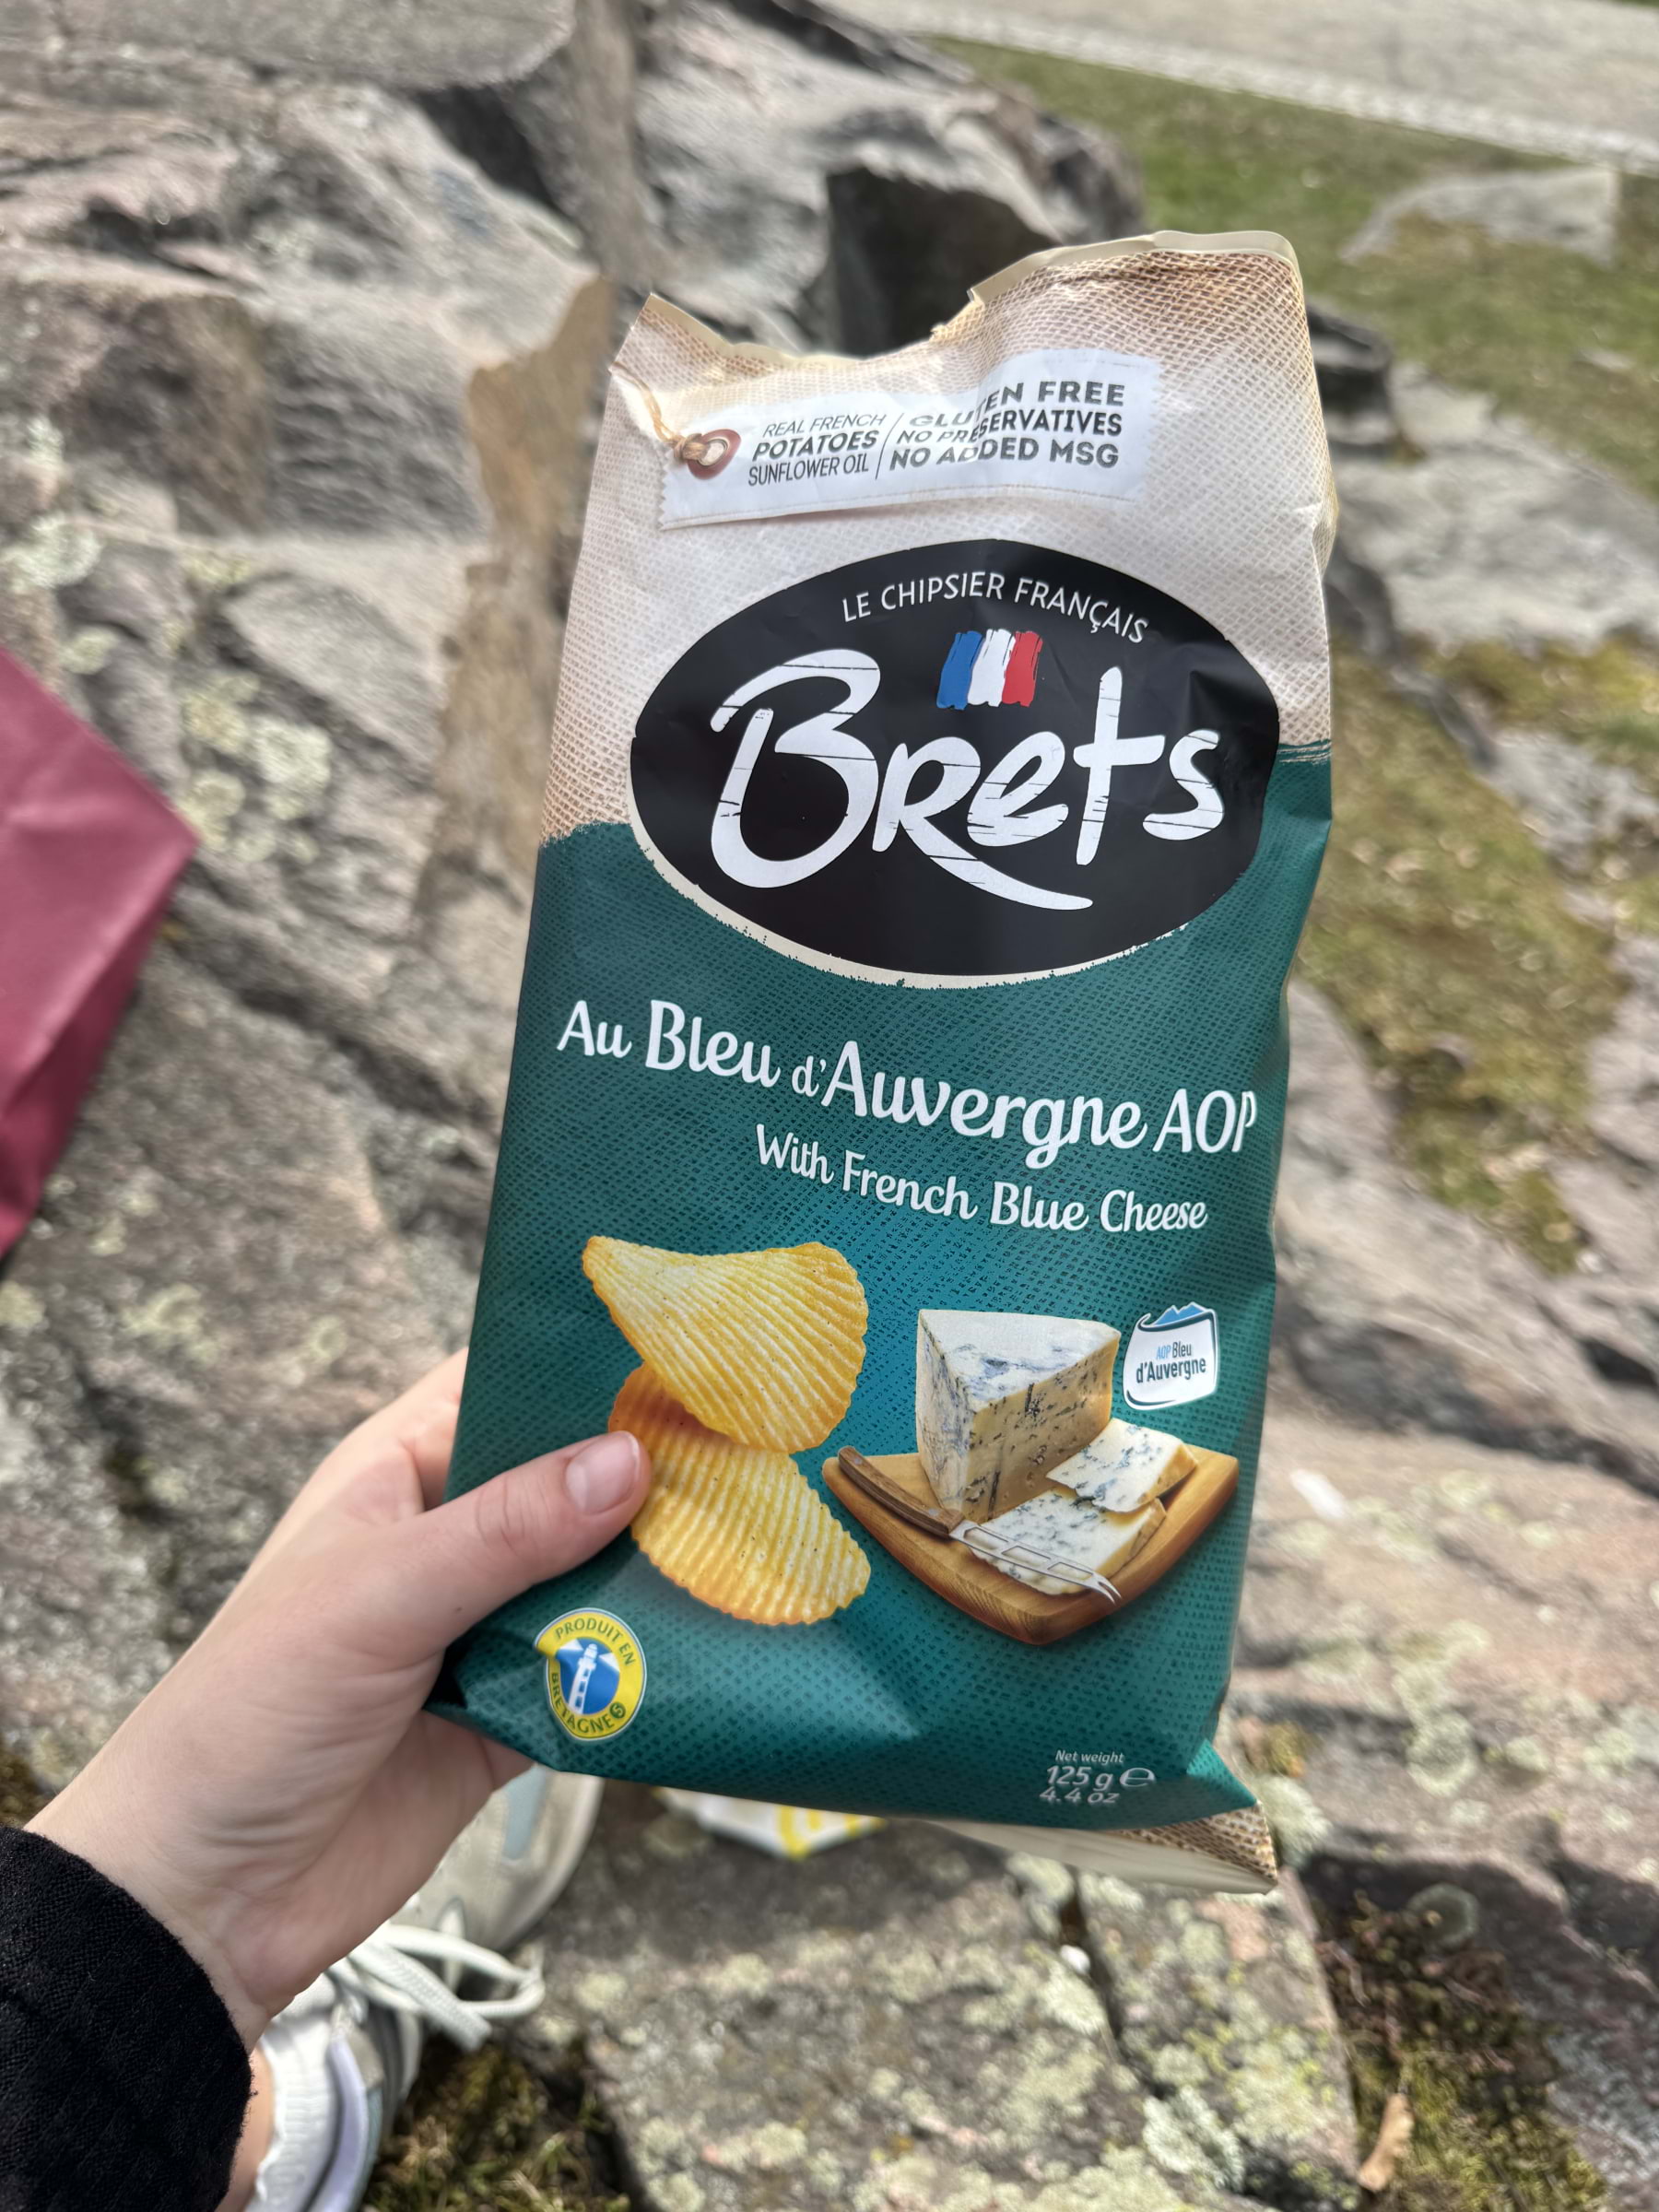 REAL FRENCH
POTATOES
SUNFLOWER OIL
GLUTEN FREE
NO PRESERVATIVES
NO ADDED MSG
LE CHIPSIER FRANÇAIS
Brets
Au Bleu d'Auvergne AOP
With French Blue Cheese
AOP Bleu
d'Auvergne
PRODUIT EN
BRETAGNE
Net weight
125 g ℮
4.4 oz